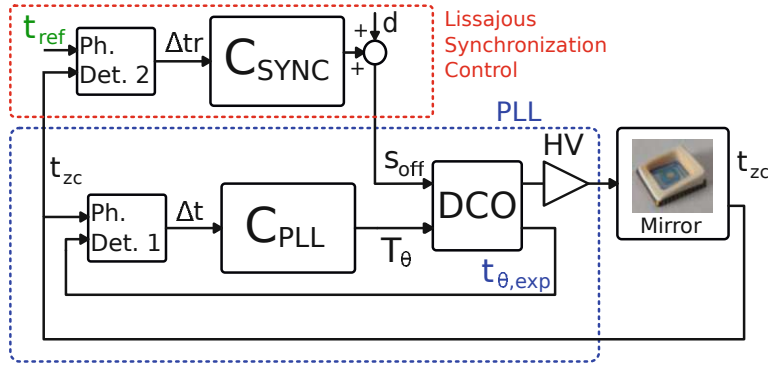 t_ref
Ph.
Det. 2
Δtr
C_SYNC
+
+
d
Lissajous
Synchronization
Control
PLL
t_zc
s_off
HV
t_zc
Ph.
Det. 1
Δt
C_PLL
T_θ
DCO
t_θ,exp
Mirror